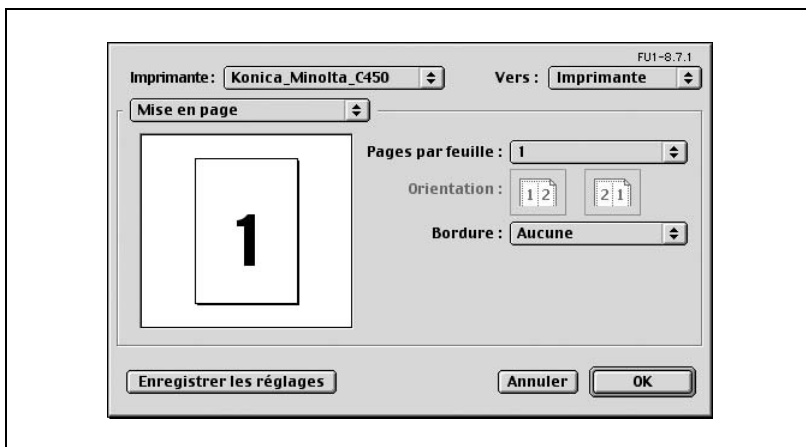 FU1-8.7.1
Imprimante: Konica_Minolta_C450 Vers : Imprimante
Mise en page
Pages par feuille : 1
Orientation : 1 2 2 1
Bordure : Aucune
1
Enregistrer les réglages Annuler OK